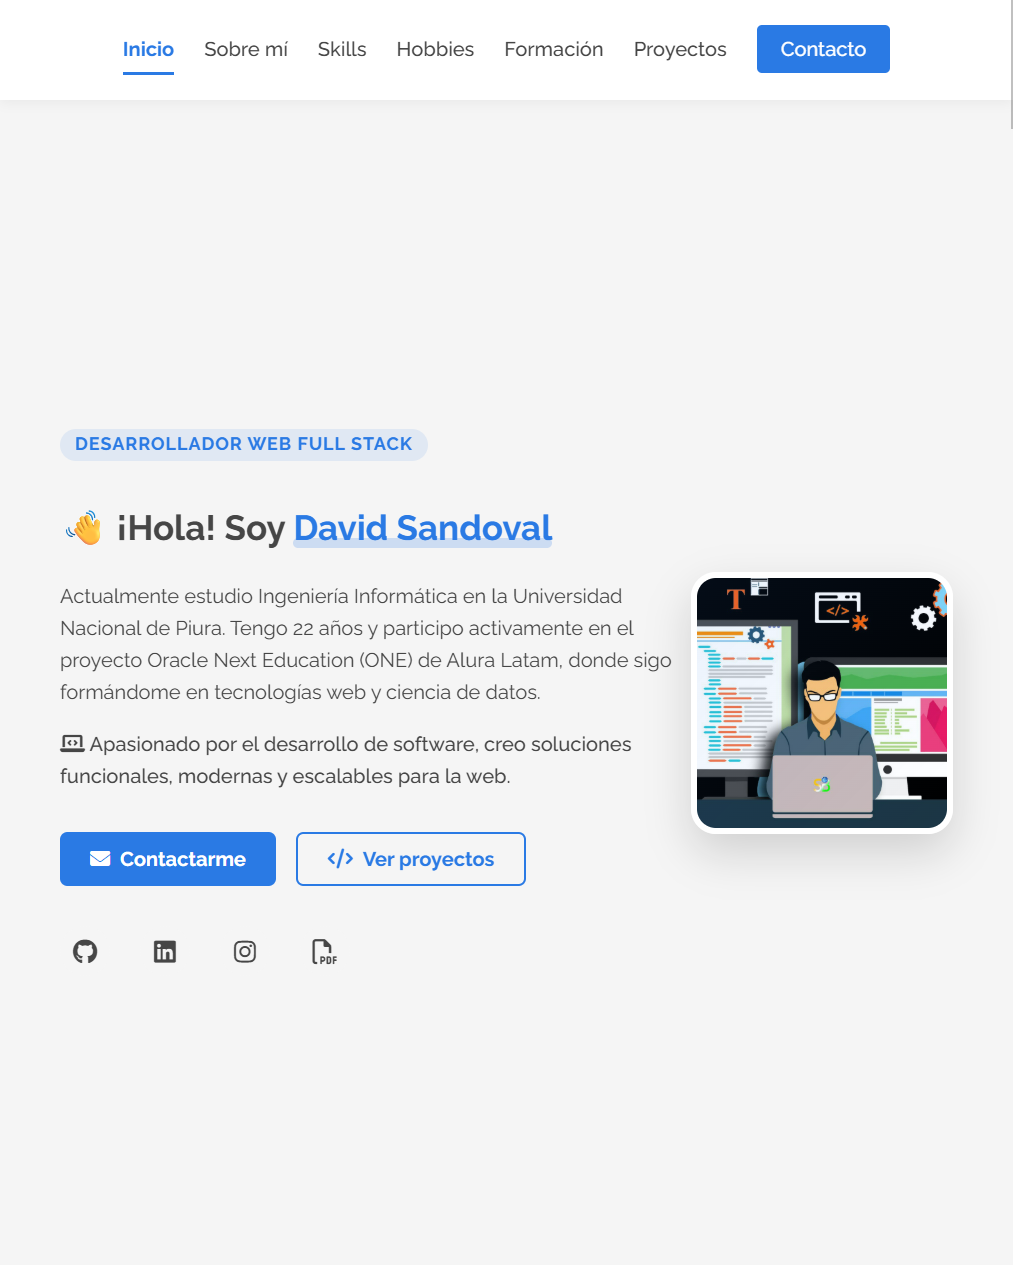 Inicio Sobre mí Skills Hobbies Formación Proyectos Contacto
DESARROLLADOR WEB FULL STACK
👋 ¡Hola! Soy David Sandoval
Actualmente estudio Ingeniería Informática en la Universidad
Nacional de Piura. Tengo 22 años y participo activamente en el
proyecto Oracle Next Education (ONE) de Alura Latam, donde sigo
formándome en tecnologías web y ciencia de datos.
Apasionado por el desarrollo de software, creo soluciones
funcionales, modernas y escalables para la web.
T
</>
Contactarme </> Ver proyectos
PDF